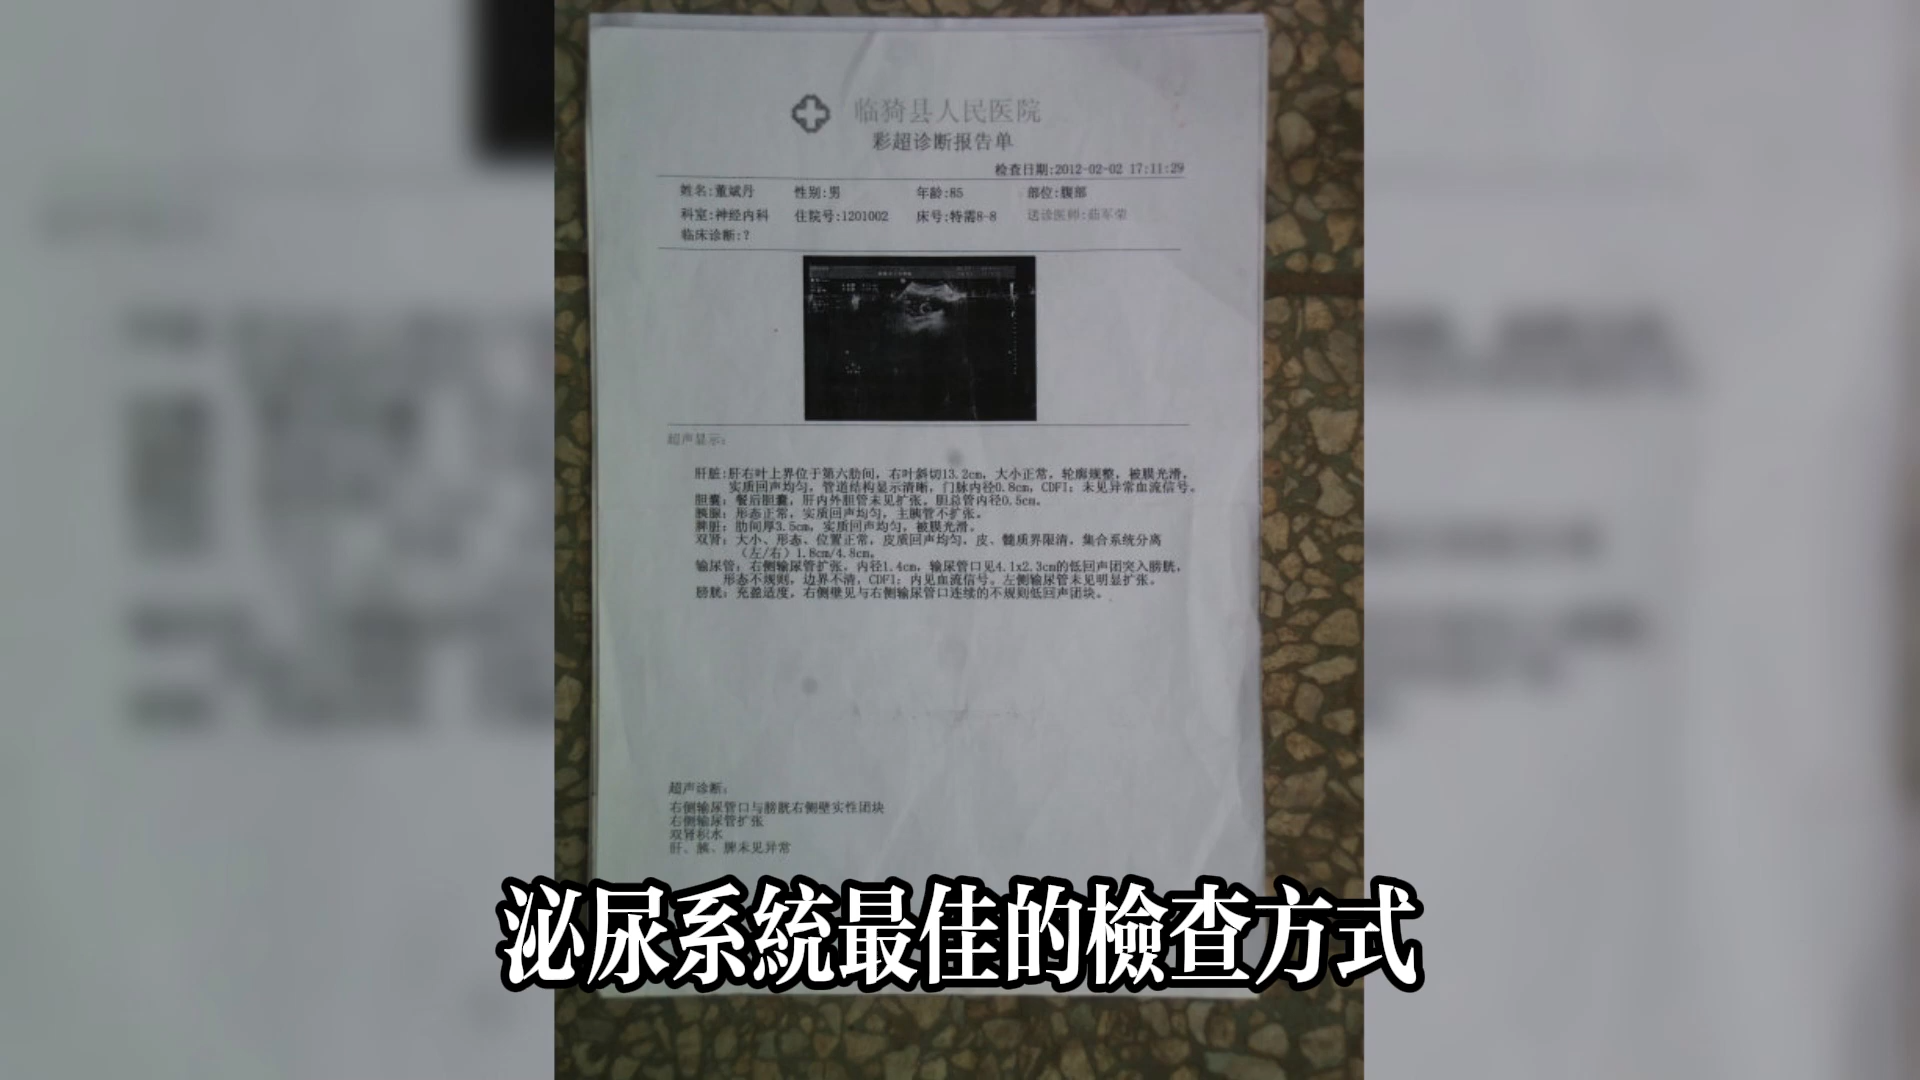 临猗县人民医院
彩超诊断报告单
检查日期:2012-02-02 17:11:29
姓名:董斌丹 性别:男 年龄:85 部位:腹部
科室:神经内科 住院号:1201002 床号:特需8-8 送诊医师:茹军荣
临床诊断:?
超声显示:
肝脏:肝右叶上界位于第六肋间，右叶斜切13.2cm，大小正常，轮廓规整，被膜光滑，
实质回声均匀，管道结构显示清晰，门脉内径0.8cm，CDFI：未见异常血流信号。
胆囊：餐后胆囊，肝内外胆管未见扩张，胆总管内径0.5cm。
胰腺：形态正常，实质回声均匀，主胰管不扩张。
脾脏：肋间厚3.5cm，实质回声均匀，被膜光滑。
双肾：大小、形态、位置正常，皮质回声均匀，皮、髓质界限清，集合系统分离
（左/右）1.8cm/4.8cm。
输尿管：右侧输尿管扩张，内径1.4cm，输尿管口见4.1x2.3cm的低回声团突入膀胱，
形态不规则，边界不清，CDFI：内见血流信号。左侧输尿管未见明显扩张。
膀胱：充盈适度，右侧壁见与右侧输尿管口连续的不规则低回声团块。
超声诊断：
右侧输尿管口与膀胱右侧壁实性团块
右侧输尿管扩张
双肾积水
肝、胰、脾未见异常
泌尿系統最佳的檢查方式